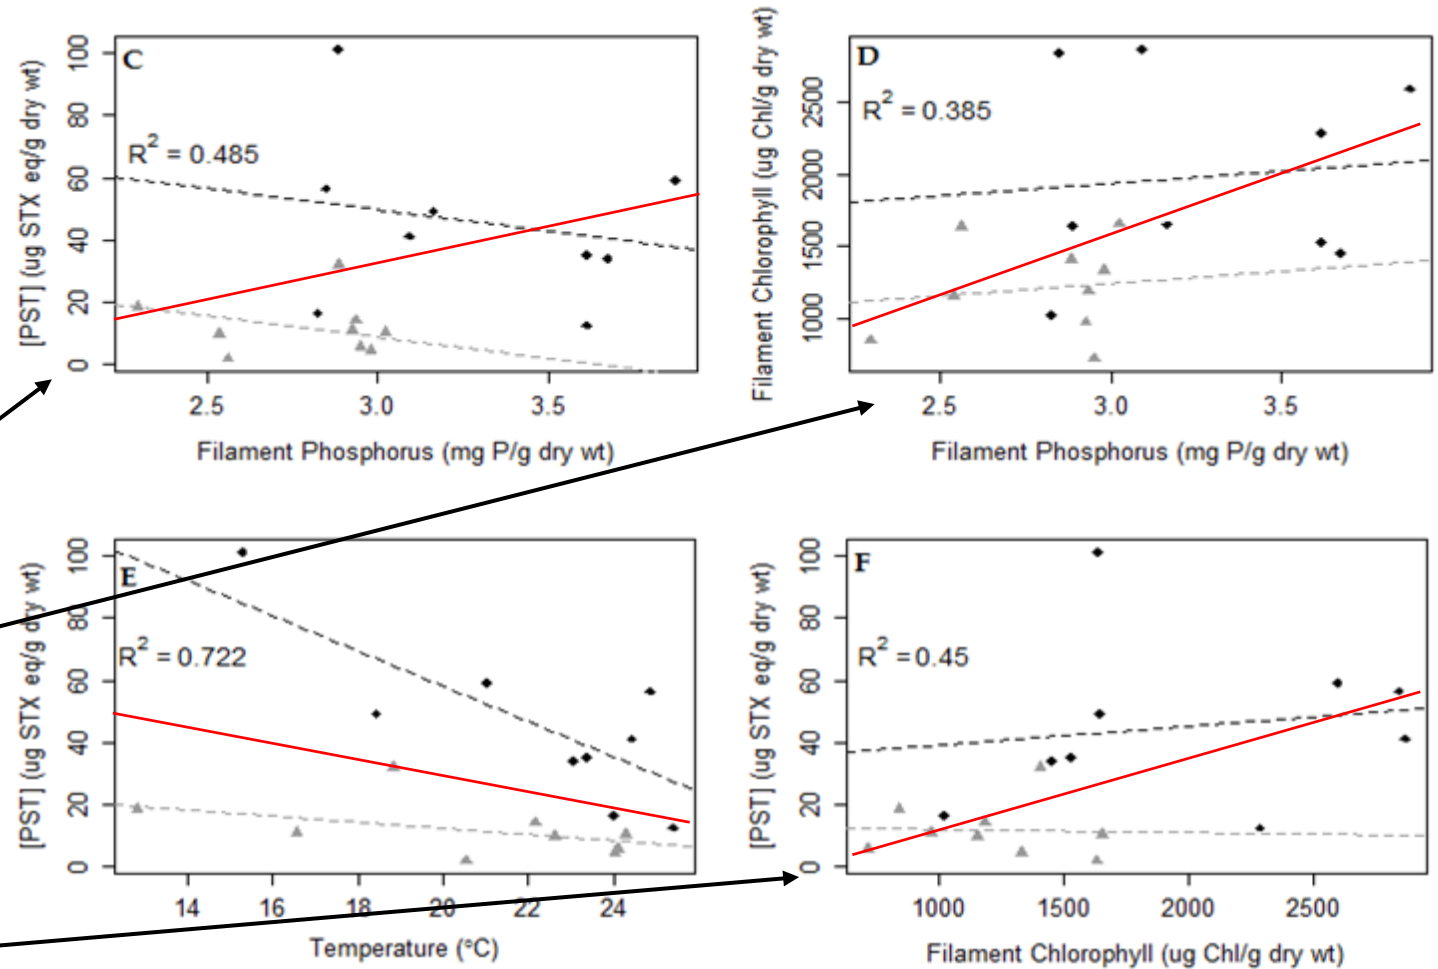 C
R² = 0.485
[PST] (ug STX eq/g dry wt)
0 20 40 60 80 100
2.5 3.0 3.5
Filament Phosphorus (mg P/g dry wt)
D
R² = 0.385
Filament Chlorophyll (ug Chl/g dry wt)
1000 1500 2000 2500
2.5 3.0 3.5
Filament Phosphorus (mg P/g dry wt)
E
R² = 0.722
[PST] (ug STX eq/g dry wt)
0 20 40 60 80 100
14 16 18 20 22 24
Temperature (°C)
F
R² = 0.45
[PST] (ug STX eq/g dry wt)
0 20 40 60 80 100
1000 1500 2000 2500
Filament Chlorophyll (ug Chl/g dry wt)